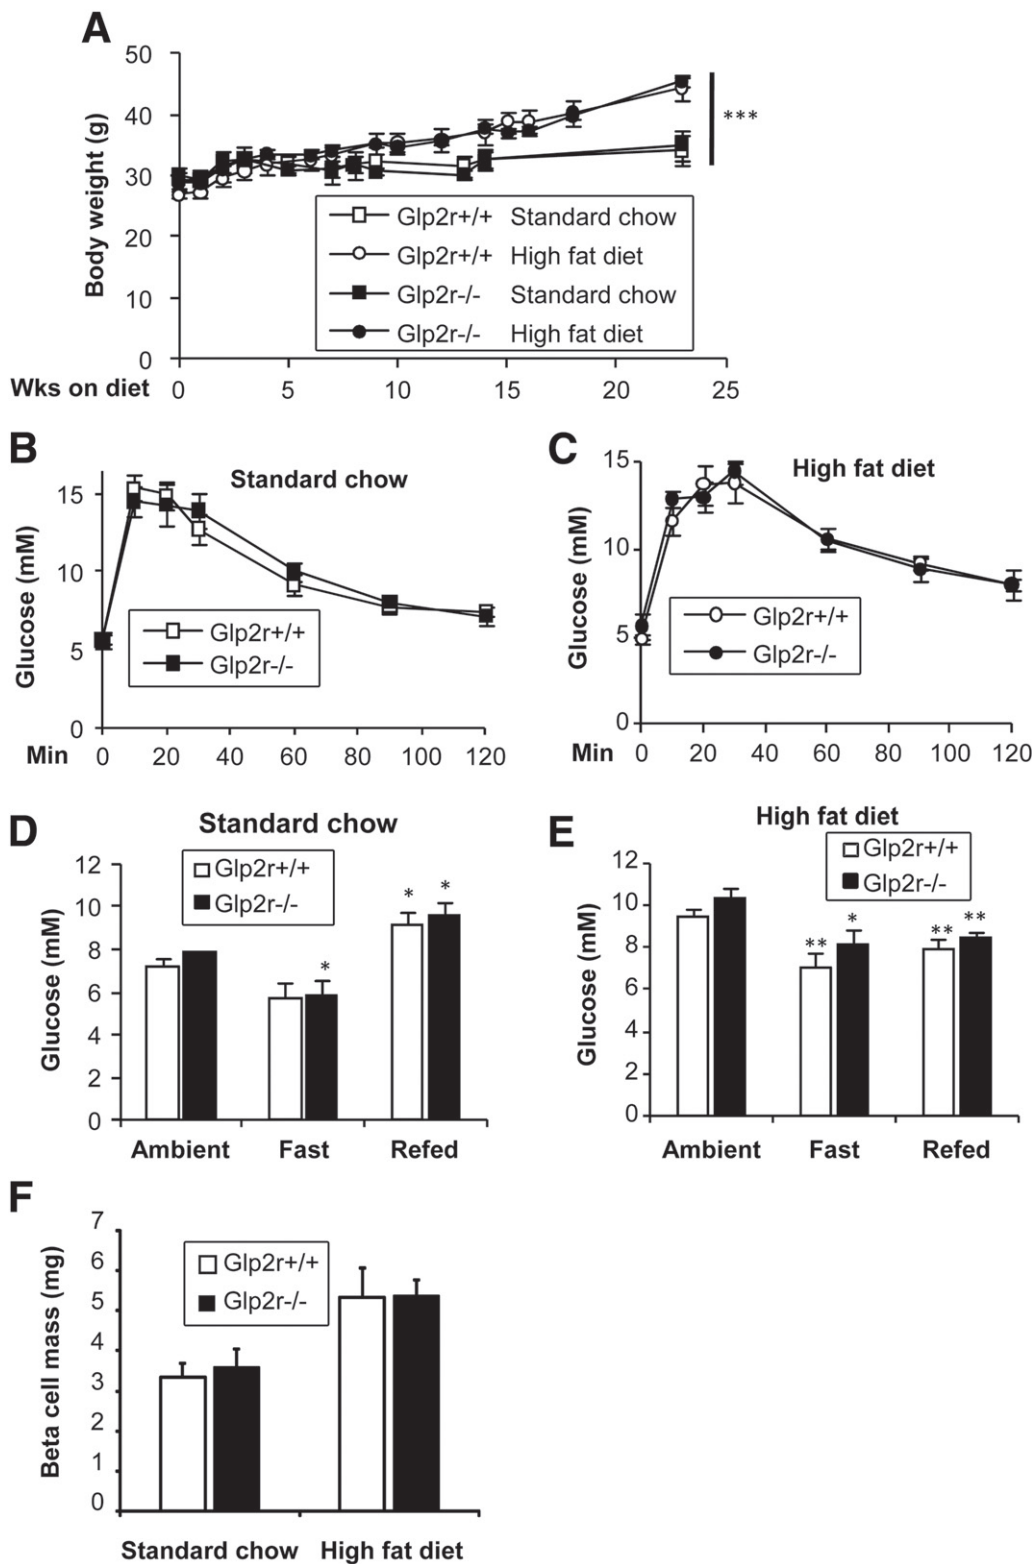 A
Body weight (g)
50
40
30
20
10
0
***
Glp2r+/+ Standard chow
Glp2r+/+ High fat diet
Glp2r-/- Standard chow
Glp2r-/- High fat diet
Wks on diet 0 5 10 15 20 25
B
Standard chow
Glucose (mM)
15
10
5
0
Glp2r+/+
Glp2r-/-
Min 0 20 40 60 80 100 120
C
High fat diet
Glucose (mM)
15
10
5
0
Glp2r+/+
Glp2r-/-
Min 0 20 40 60 80 100 120
D
Standard chow
Glucose (mM)
12
10
8
6
4
2
0
Glp2r+/+
Glp2r-/-
* * *
Ambient Fast Refed
E
High fat diet
Glucose (mM)
12
10
8
6
4
2
0
Glp2r+/+
Glp2r-/-
** * ** **
Ambient Fast Refed
F
Beta cell mass (mg)
7
6
5
4
3
2
1
0
Glp2r+/+
Glp2r-/-
Standard chow High fat diet